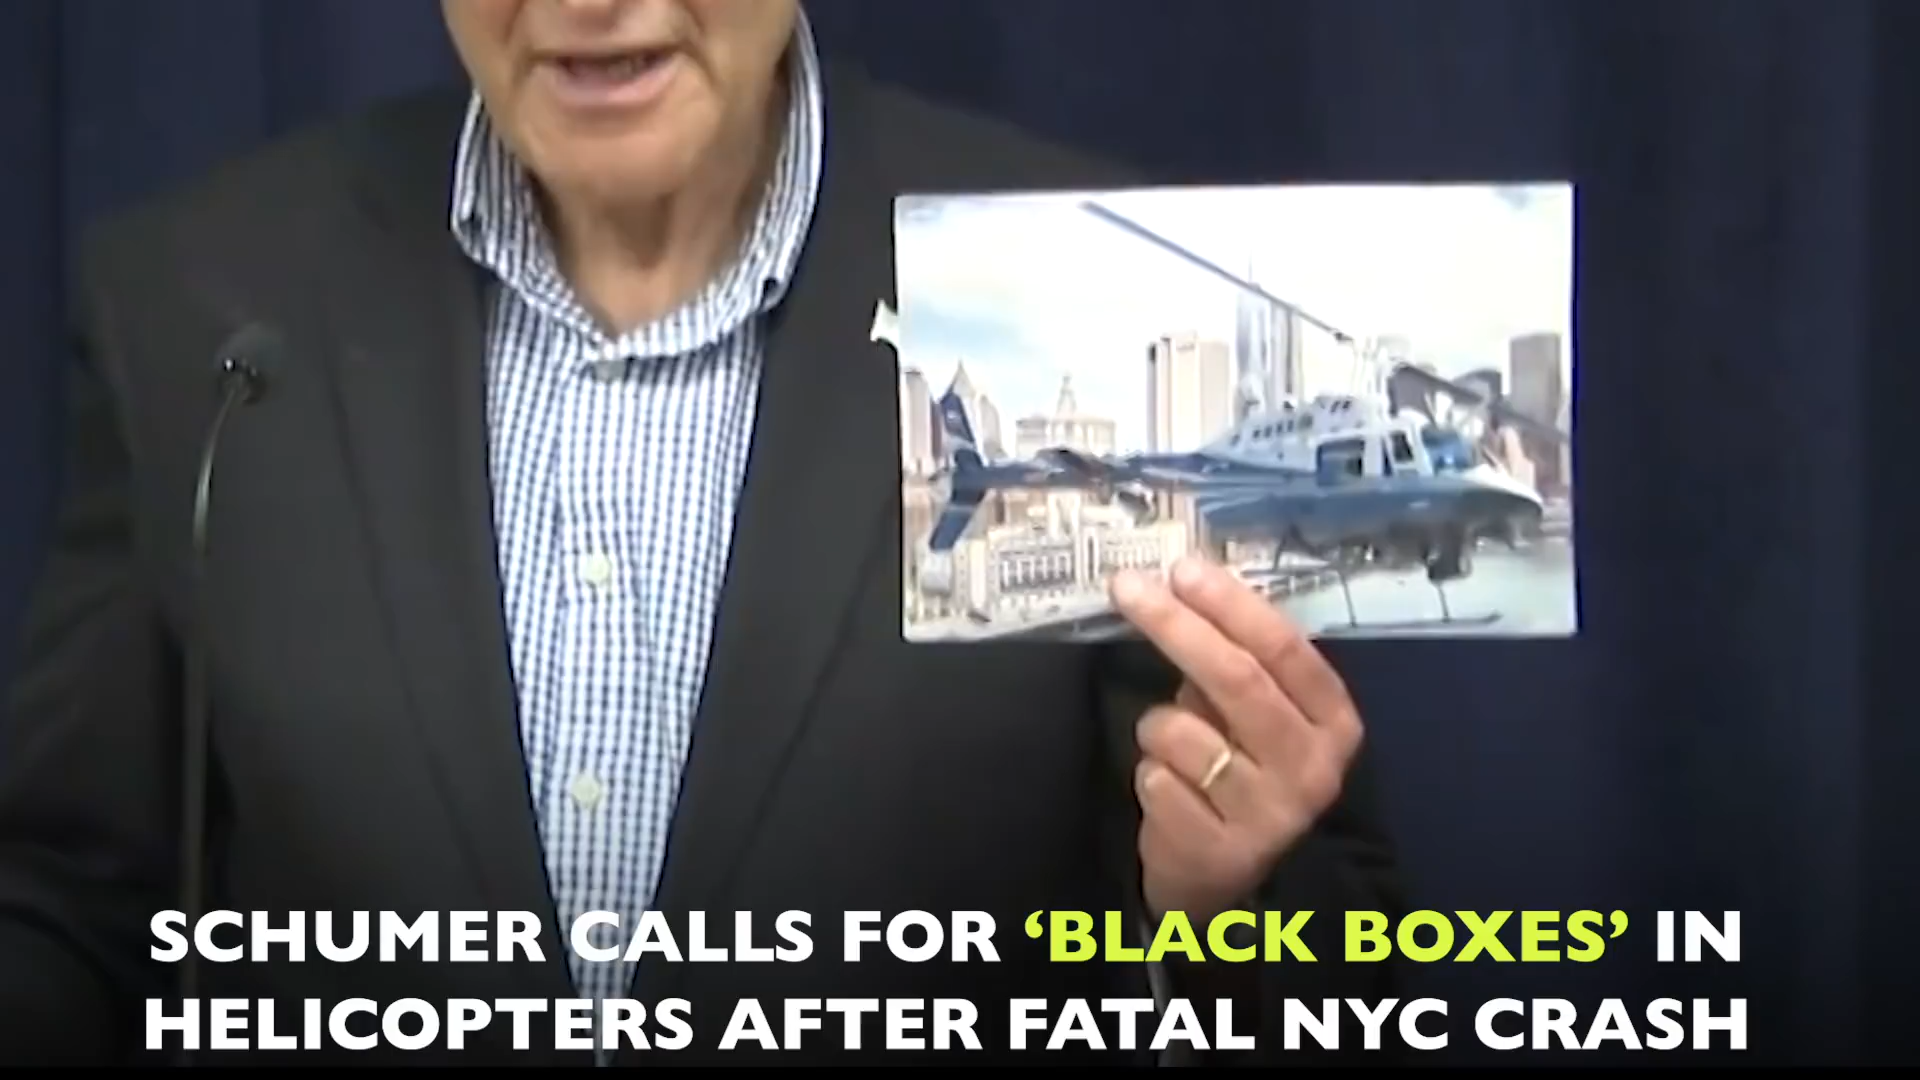 SCHUMER CALLS FOR ‘BLACK BOXES’ IN
HELICOPTERS AFTER FATAL NYC CRASH